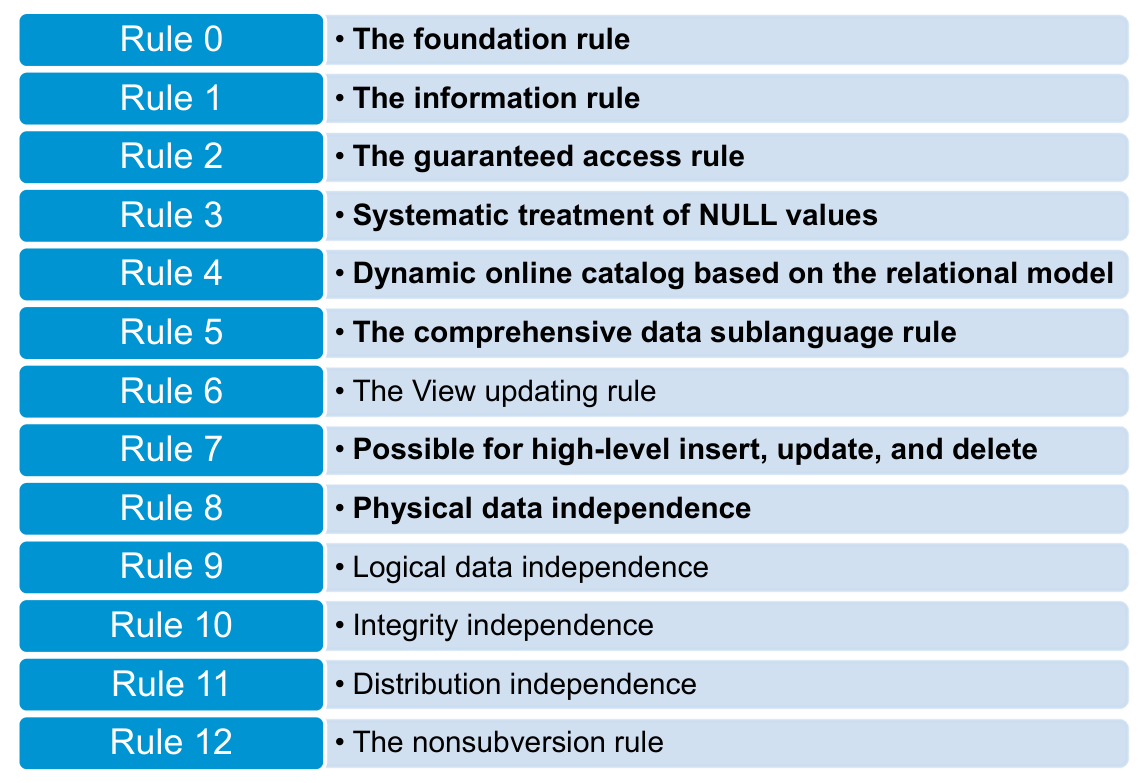 Rule 0 • The foundation rule
Rule 1 • The information rule
Rule 2 • The guaranteed access rule
Rule 3 • Systematic treatment of NULL values
Rule 4 • Dynamic online catalog based on the relational model
Rule 5 • The comprehensive data sublanguage rule
Rule 6 • The View updating rule
Rule 7 • Possible for high-level insert, update, and delete
Rule 8 • Physical data independence
Rule 9 • Logical data independence
Rule 10 • Integrity independence
Rule 11 • Distribution independence
Rule 12 • The nonsubversion rule